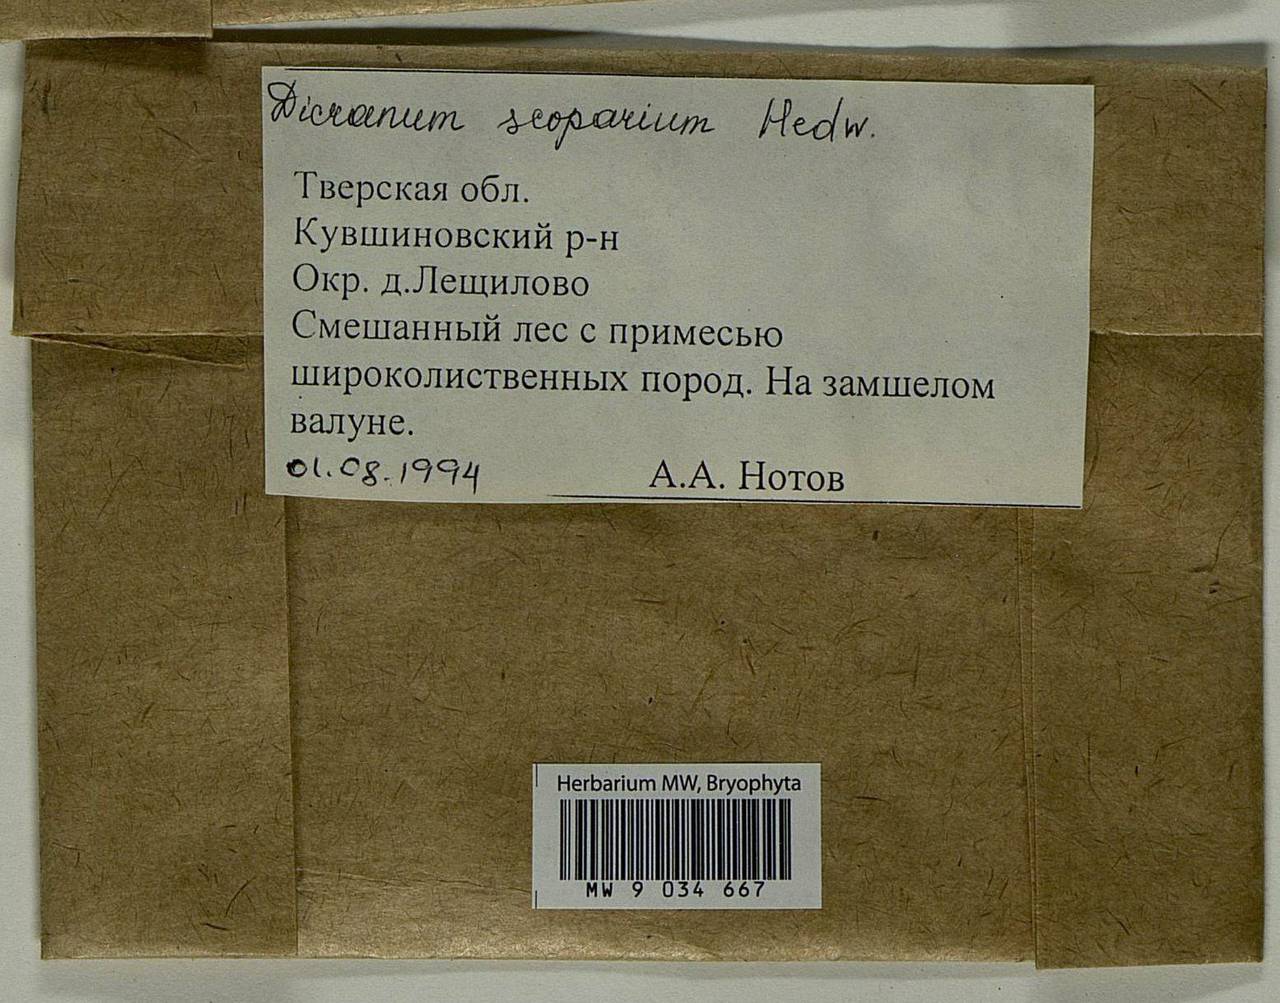 Dicranum scoparium Hedw.
Тверская обл.
Кувшиновский р-н
Окр. д.Лещилово
Смешанный лес с примесью
широколиственных пород. На замшелом
валуне.
01.08.1994 А.А. Нотов
Herbarium MW, Bryophyta
MW 9 034 667